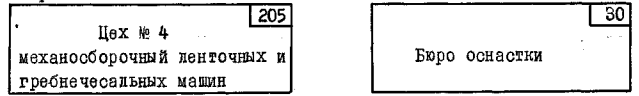 205
Цех № 4
механосборочный ленточных и
гребнечесальных машин
30
Бюро оснастки